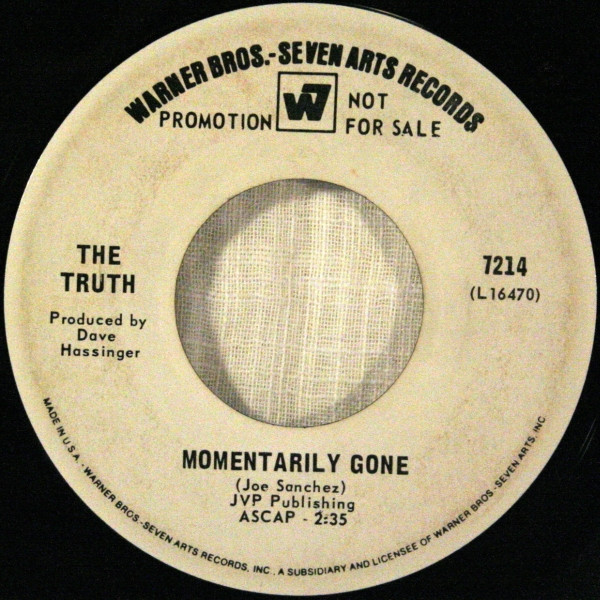 WARNER BROS.-SEVEN ARTS RECORDS
PROMOTION W7 NOT
FOR SALE
THE
TRUTH
Produced by
Dave
Hassinger
7214
(L16470)
MOMENTARILY GONE
(Joe Sanchez)
JVP Publishing
ASCAP - 2:35
MADE IN U.S.A. - WARNER BROS.-SEVEN ARTS RECORDS, INC., A SUBSIDIARY AND LICENSEE OF WARNER BROS.-SEVEN ARTS, INC.